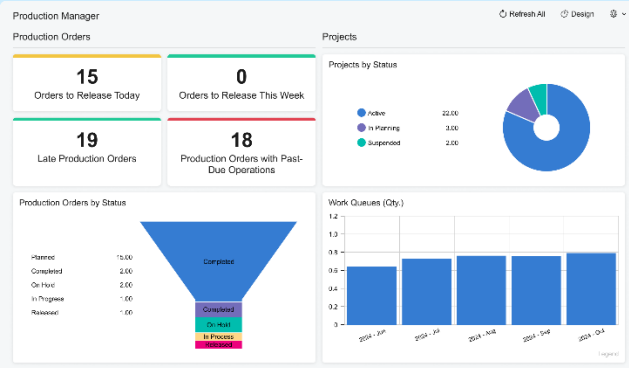 Production Manager
Refresh All
Design
Production Orders
Projects
15
Orders to Release Today
0
Orders to Release This Week
19
Late Production Orders
18
Production Orders with Past-
Due Operations
Projects by Status
Active 22.00
In Planning 3.00
Suspended 2.00
Production Orders by Status
Planned 15.00
Completed 2.00
On Hold 2.00
In Progress 1.00
Released 1.00
Completed
Completed
On Hold
In Process
Released
Work Queues (Qty.)
1.2
1.0
0.8
0.6
0.4
0.2
0
2024 - Jun
2024 - Jul
2024 - Aug
2024 - Sep
2024 - Oct
Legend